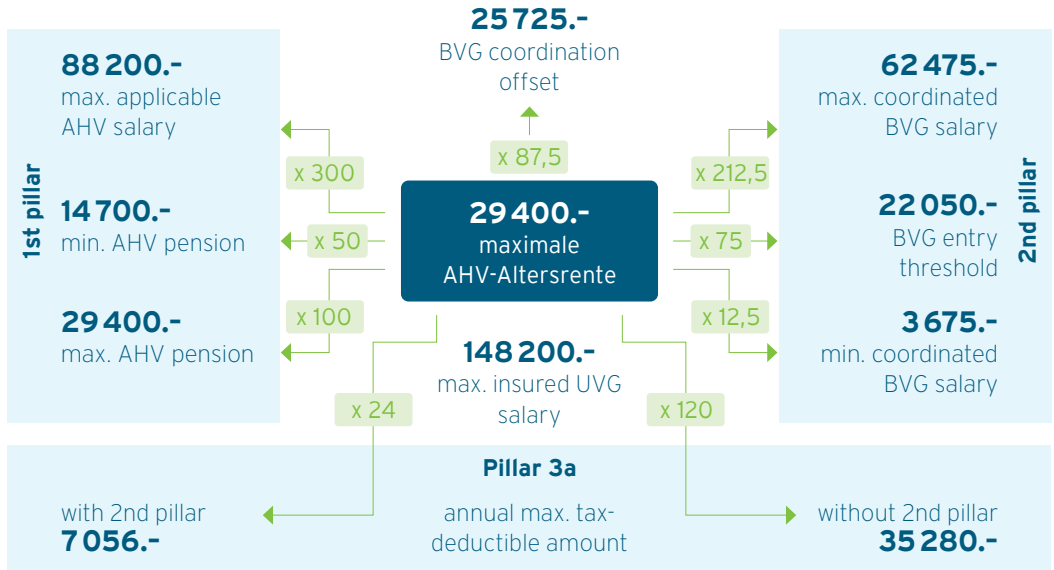 25 725.–
BVG coordination
offset
x 87,5
1st pillar
88 200.–
max. applicable
AHV salary
x 300
14 700.–
min. AHV pension
x 50
29 400.–
max. AHV pension
x 100
29 400.–
maximale
AHV-Altersrente
62 475.–
max. coordinated
BVG salary
x 212,5
22 050.–
BVG entry
threshold
x 75
3 675.–
min. coordinated
BVG salary
x 12,5
2nd pillar
148 200.–
max. insured UVG
salary
x 24
x 120
Pillar 3a
with 2nd pillar
7 056.–
annual max. tax-
deductible amount
without 2nd pillar
35 280.–